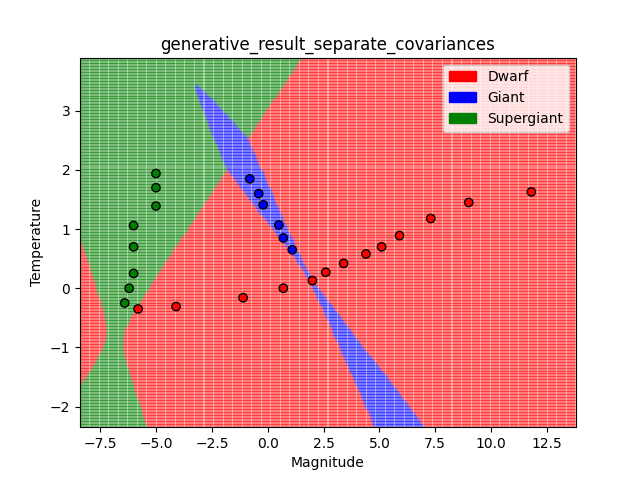 generative_result_separate_covariances
Dwarf
Giant
Supergiant
3
2
1
0
−1
−2
Temperature
−7.5 −5.0 −2.5 0.0 2.5 5.0 7.5 10.0 12.5
Magnitude